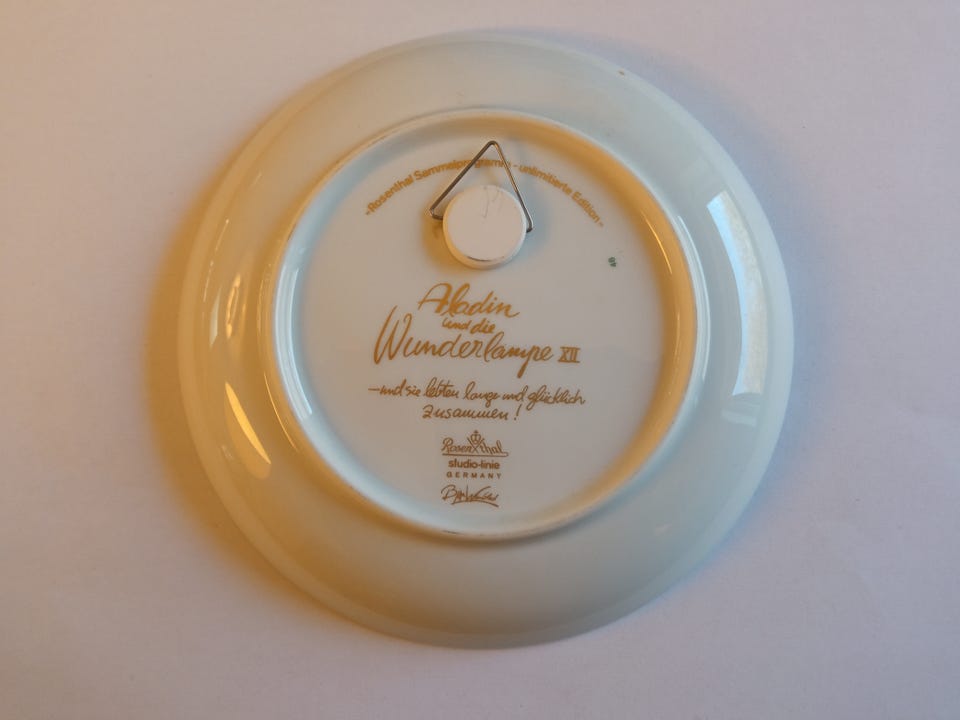 -Rosenthal Sammelprogramm - unlimitierte Edition-
48
Aladin
und die
Wunderlampe XII
—und sie lebten lange und glücklich
zusammen!
Rosenthal
studio-linie
GERMANY